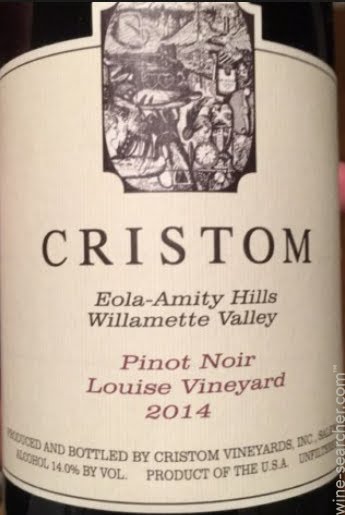 CRISTOM
Eola-Amity Hills
Willamette Valley
Pinot Noir
Louise Vineyard
2014
PRODUCED AND BOTTLED BY CRISTOM VINEYARDS, INC.,
ALCOHOL 14.0% BY VOL. PRODUCT OF THE U.S.A.
wine-searcher.com™